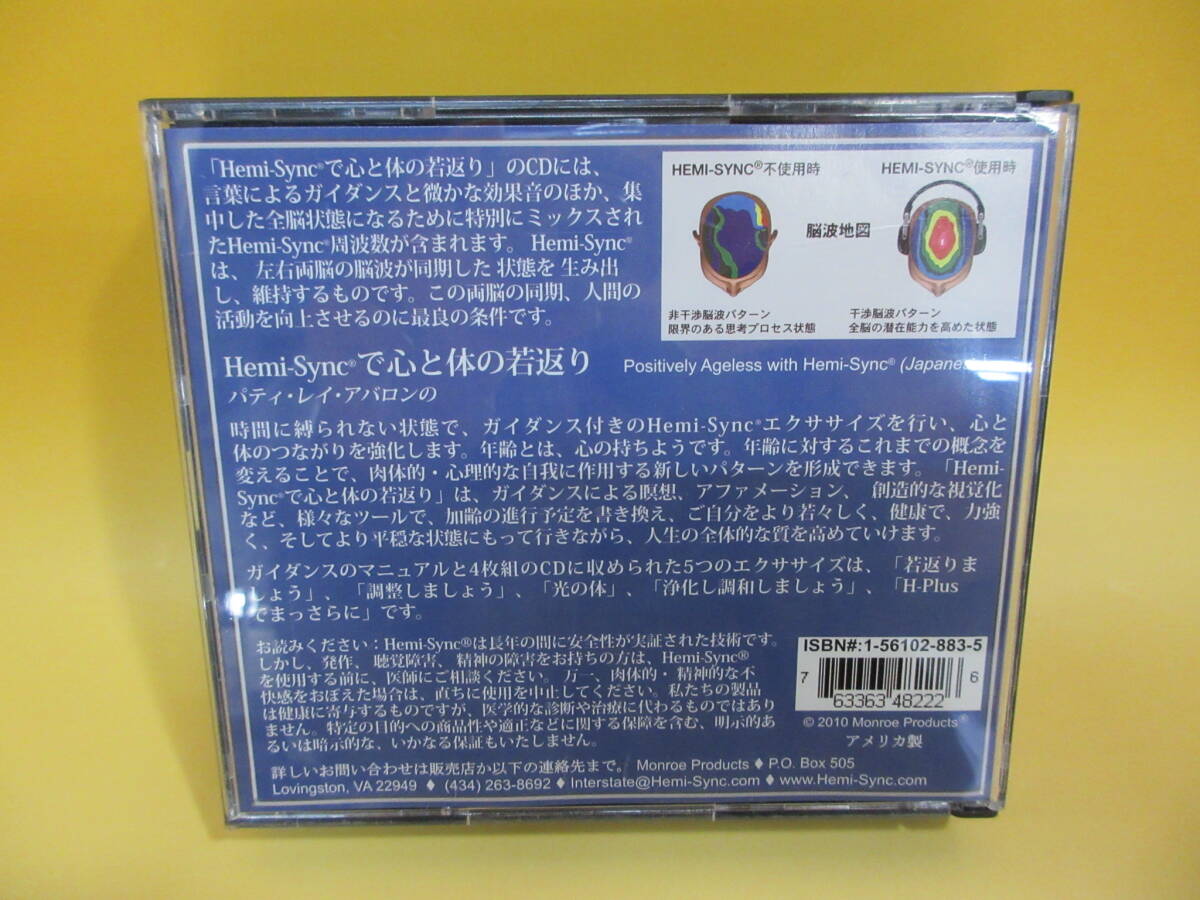 「Hemi-Sync®で心と体の若返り」のCDには、
言葉によるガイダンスと微かな効果音のほか、集
中した全脳状態になるために特別にミックスされ
たHemi-Sync®周波数が含まれます。 Hemi-Sync®
は、 左右両脳の脳波が同期した 状態を 生み出
し、維持するものです。この両脳の同期、人間の
活動を向上させるのに最良の条件です。
HEMI-SYNC®不使用時
HEMI-SYNC®使用時
脳波地図
非干渉脳波パターン
限界のある思考プロセス状態
干渉脳波パターン
全脳の潜在能力を高めた状態
Hemi-Sync®で心と体の若返り
Positively Ageless with Hemi-Sync® (Japanese)
パティ・レイ・アバロンの
時間に縛られない状態で、ガイダンス付きのHemi-Sync®エクササイズを行い、心と
体のつながりを強化します。年齢とは、心の持ちようです。年齢に対するこれまでの概念を
変えることで、肉体的・心理的な自我に作用する新しいパターンを形成できます。「Hemi-
Sync®で心と体の若返り」は、ガイダンスによる瞑想、アファメーション、 創造的な視覚化
など、様々なツールで、加齢の進行予定を書き換え、ご自分をより若々しく、健康で、力強
く、そしてより平穏な状態にもって行きながら、人生の全体的な質を高めていけます。
ガイダンスのマニュアルと4枚組のCDに収められた5つのエクササイズは、「若返りま
しょう」、「調整しましょう」、「光の体」、「浄化し調和しましょう」、「H-Plus
でまっさらに」です。
お読みください：Hemi-Sync®は長年の間に安全性が実証された技術です。
しかし、発作、 聴覚障害、 精神の障害をお持ちの方は、Hemi-Sync®
を使用する前に、医師にご相談ください。 万一、肉体的・ 精神的な不
快感をおぼえた場合は、直ちに使用を中止してください。私たちの製品
は健康に寄与するものですが、医学的な診断や治療に代わるものではあり
ません。特定の目的への商品性や適正などに関する保障を含む、明示的あ
るいは暗示的な、いかなる保証もいたしません。
ISBN#:1-56102-883-5
7 63363 48222 6
© 2010 Monroe Products®
アメリカ製
詳しいお問い合わせは販売店か以下の連絡先まで。 Monroe Products ♦ P.O. Box 505
Lovingston, VA 22949 ♦ (434) 263-8692 ♦ Interstate@Hemi-Sync.com ♦ www.Hemi-Sync.com